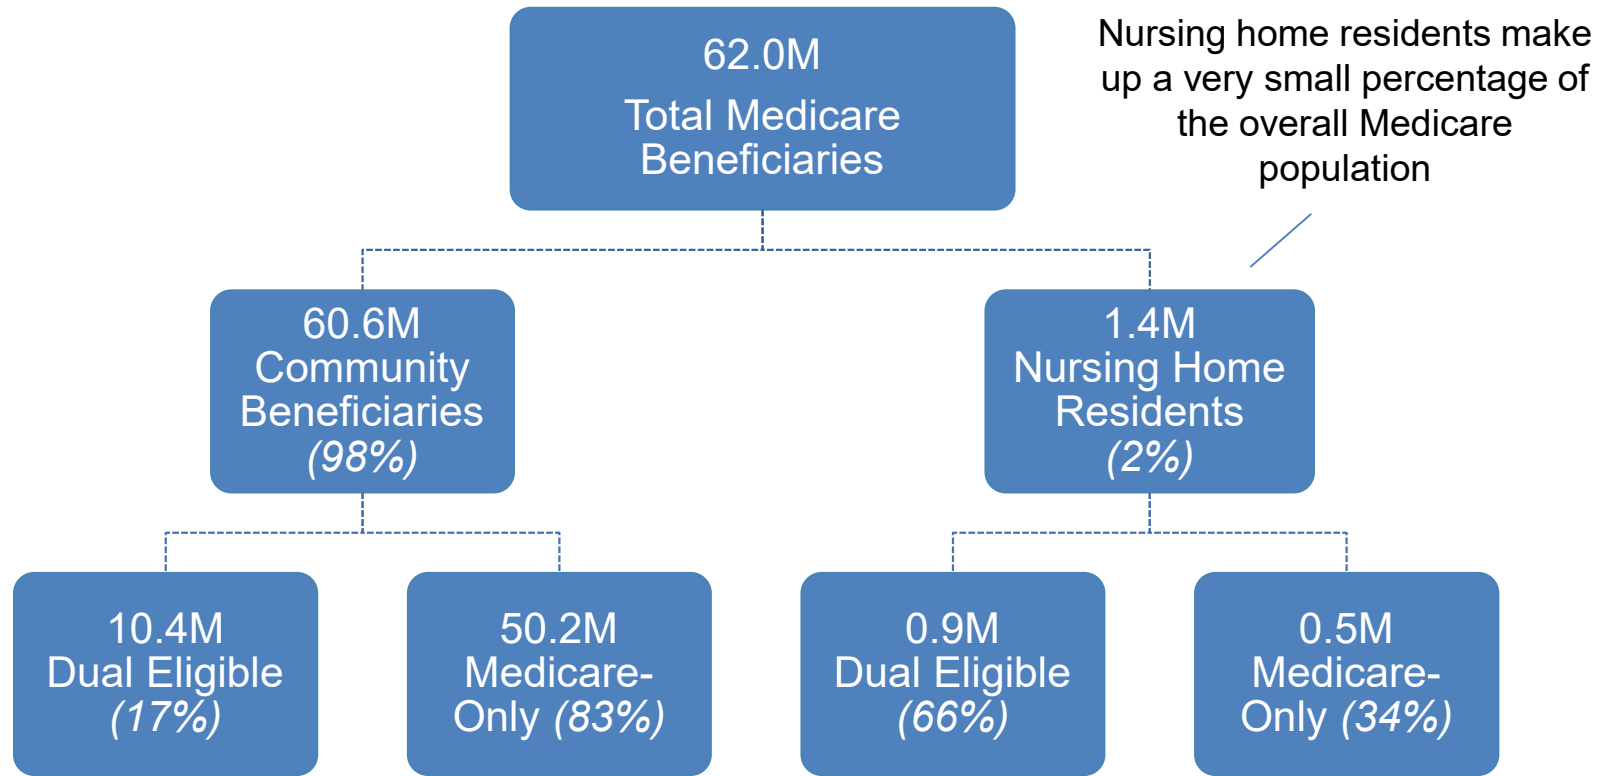 62.0M
Total Medicare
Beneficiaries
Nursing home residents make
up a very small percentage of
the overall Medicare
population
60.6M
Community
Beneficiaries
(98%)
1.4M
Nursing Home
Residents
(2%)
10.4M
Dual Eligible
(17%)
50.2M
Medicare-
Only (83%)
0.9M
Dual Eligible
(66%)
0.5M
Medicare-
Only (34%)